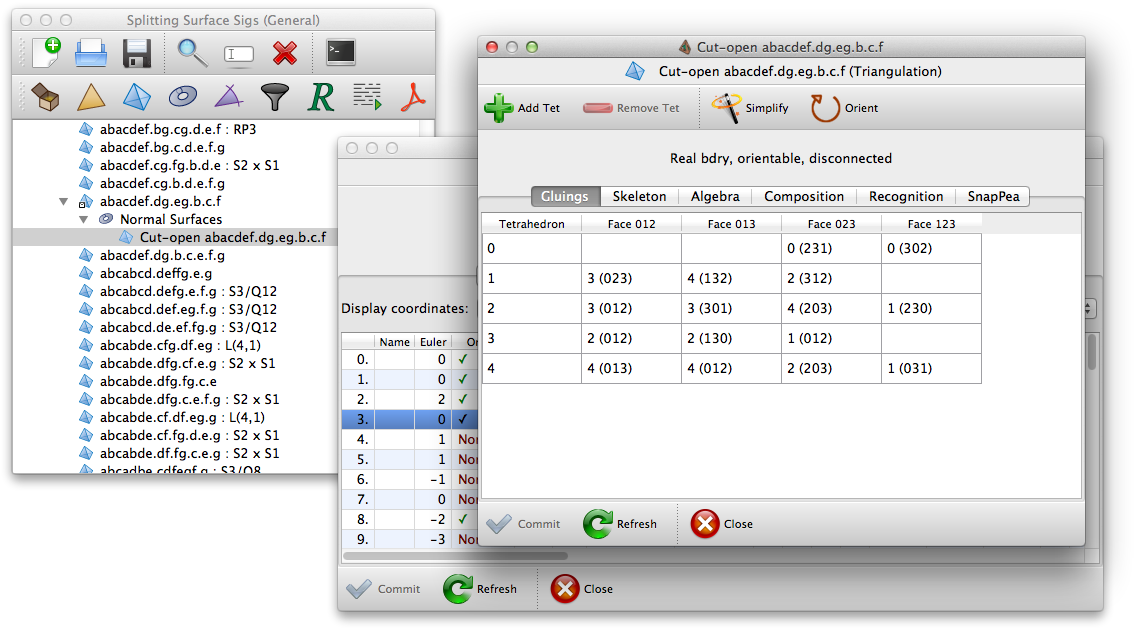 Splitting Surface Sigs (General)
abacdef.bg.cg.d.e.f : RP3
abacdef.bg.c.d.e.f.g
abacdef.cg.fg.b.d.e : S2 x S1
abacdef.cg.b.d.e.f.g
abacdef.dg.eg.b.c.f
Normal Surfaces
Cut-open abacdef.dg.eg.b.c.f
abacdef.dg.b.c.e.f.g
abcabcd.deffg.e.g
abcabcd.defg.e.f.g : S3/Q12
abcabcd.def.eg.f.g : S3/Q12
abcabcd.de.ef.fg.g : S3/Q12
abcabde.cfg.df.eg : L(4,1)
abcabde.dfg.cf.e.g : S2 x S1
abcabde.dfg.fg.c.e
abcabde.dfg.c.e.f.g : S2 x S1
abcabde.cf.df.eg.g : L(4,1)
abcabde.cf.fg.d.e.g : S2 x S1
abcabde.df.fg.c.e.g : S2 x S1
abcadbe.cdfegf.g : S3/Q8
Display coordinates:
Name Euler Or
0. 0 ✓
1. 0 ✓
2. 2 ✓
3. 0 ✓
4. 1 Non
5. 1 Non
6. -1 Non
7. 0 Non
8. -2 ✓
9. -3 Non
Commit Refresh Close
Cut-open abacdef.dg.eg.b.c.f
Cut-open abacdef.dg.eg.b.c.f (Triangulation)
Add Tet Remove Tet Simplify Orient
Real bdry, orientable, disconnected
Gluings Skeleton Algebra Composition Recognition SnapPea
Tetrahedron Face 012 Face 013 Face 023 Face 123
0 0 (231) 0 (302)
1 3 (023) 4 (132) 2 (312)
2 3 (012) 3 (301) 4 (203) 1 (230)
3 2 (012) 2 (130) 1 (012)
4 4 (013) 4 (012) 2 (203) 1 (031)
Commit Refresh Close